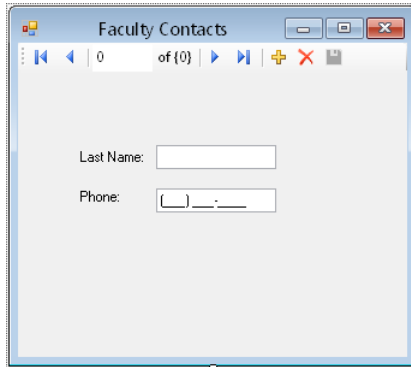 Faculty Contacts
0 of {0}
Last Name:
Phone: (___) ___-____